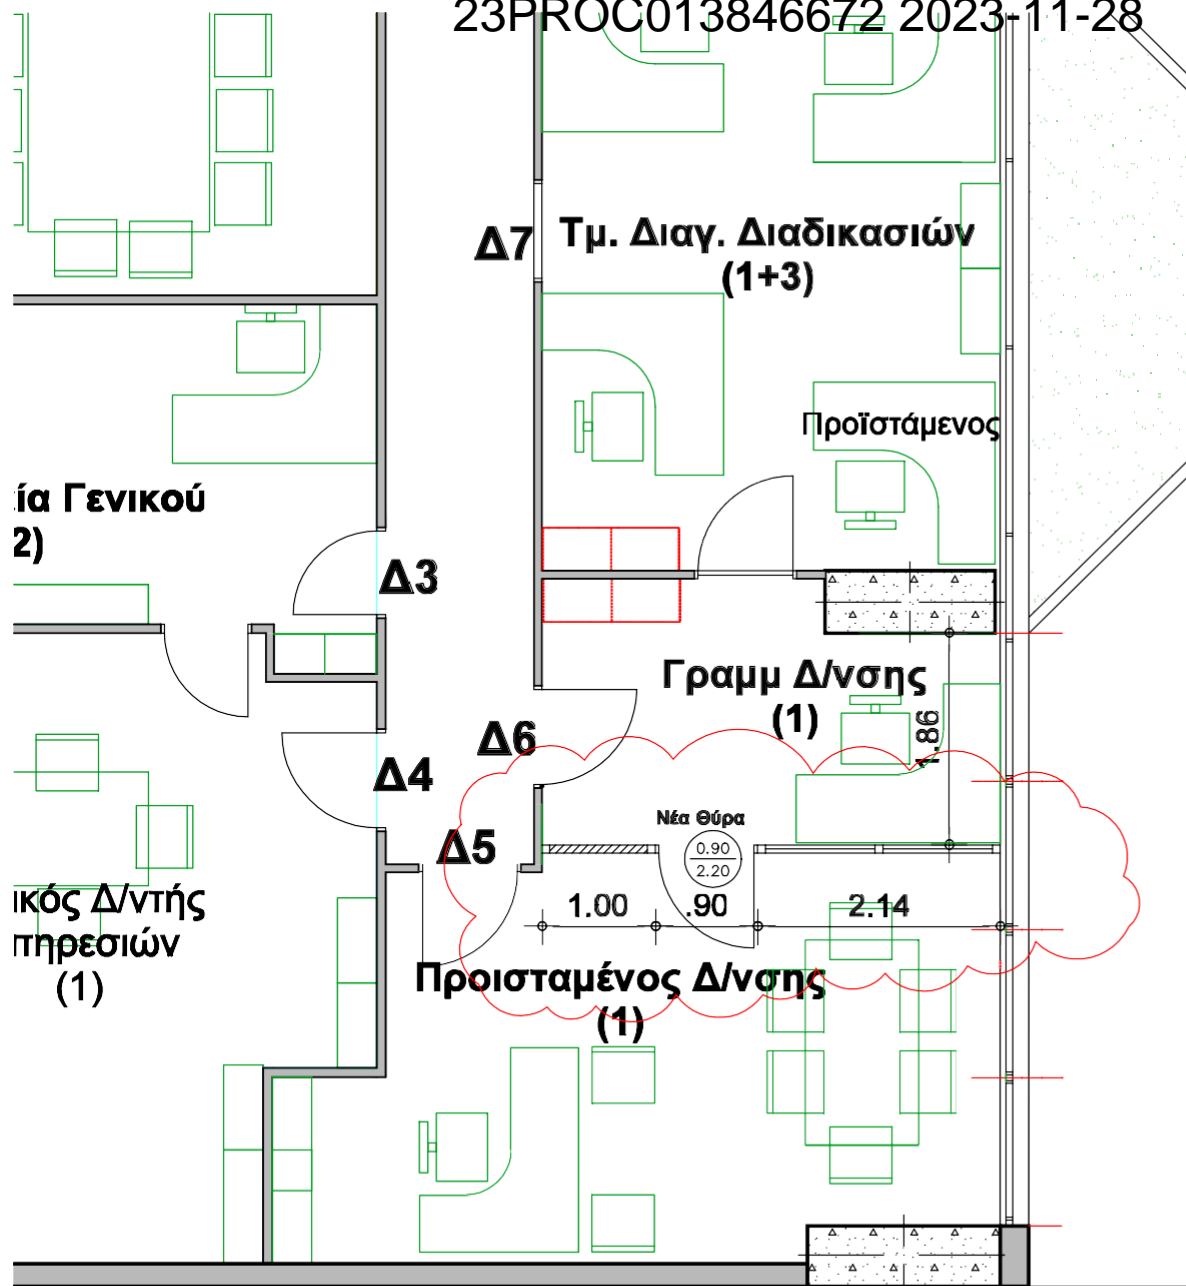 23PROC013846672 2023-11-28
Δ7
Τμ. Διαγ. Διαδικασιών
(1+3)
Προϊστάμενος
ία Γενικού
2)
Δ3
Γραμμ Δ/νσης
(1)
1.86
Δ6
Δ4
Νέα Θύρα
0.90
2.20
Δ5
1.00
.90
2.14
ικός Δ/ντής
πηρεσιών
(1)
Προισταμένος Δ/νσης
(1)